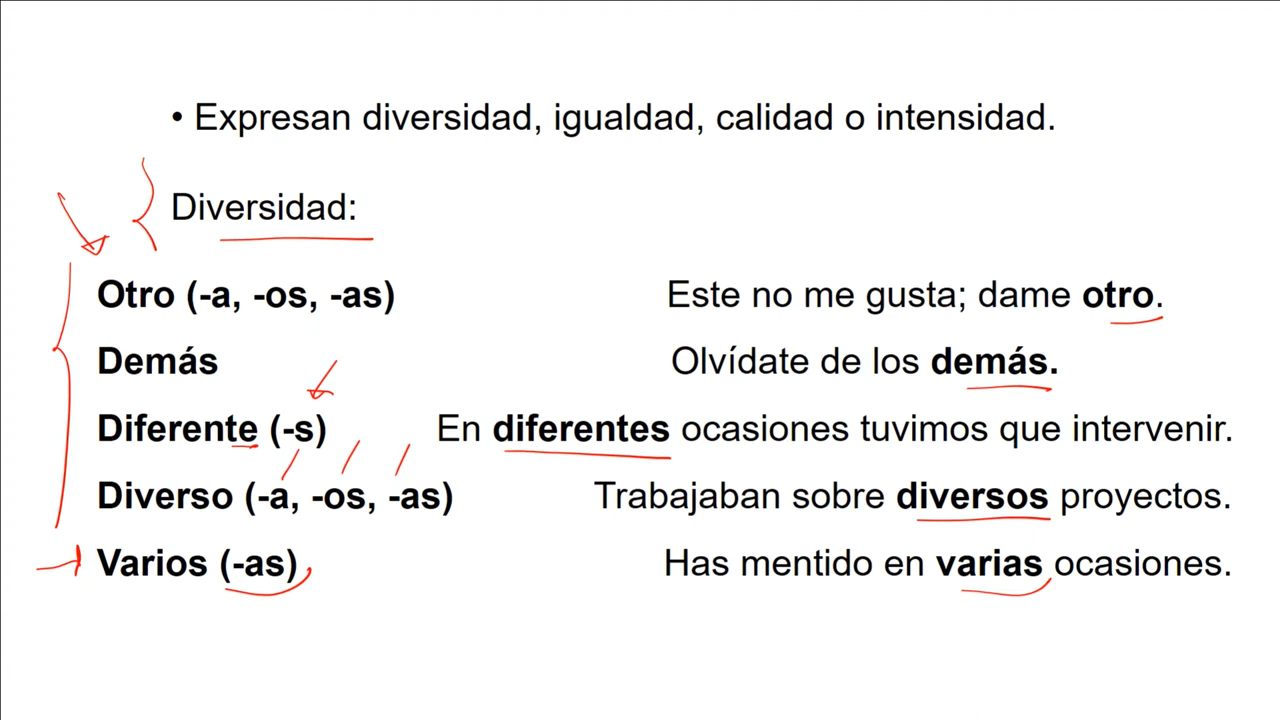 • Expresan diversidad, igualdad, calidad o intensidad.
Diversidad:
Otro (-a, -os, -as) Este no me gusta; dame otro.
Demás Olvídate de los demás.
Diferente (-s) En diferentes ocasiones tuvimos que intervenir.
Diverso (-a, -os, -as) Trabajaban sobre diversos proyectos.
Varios (-as) Has mentido en varias ocasiones.